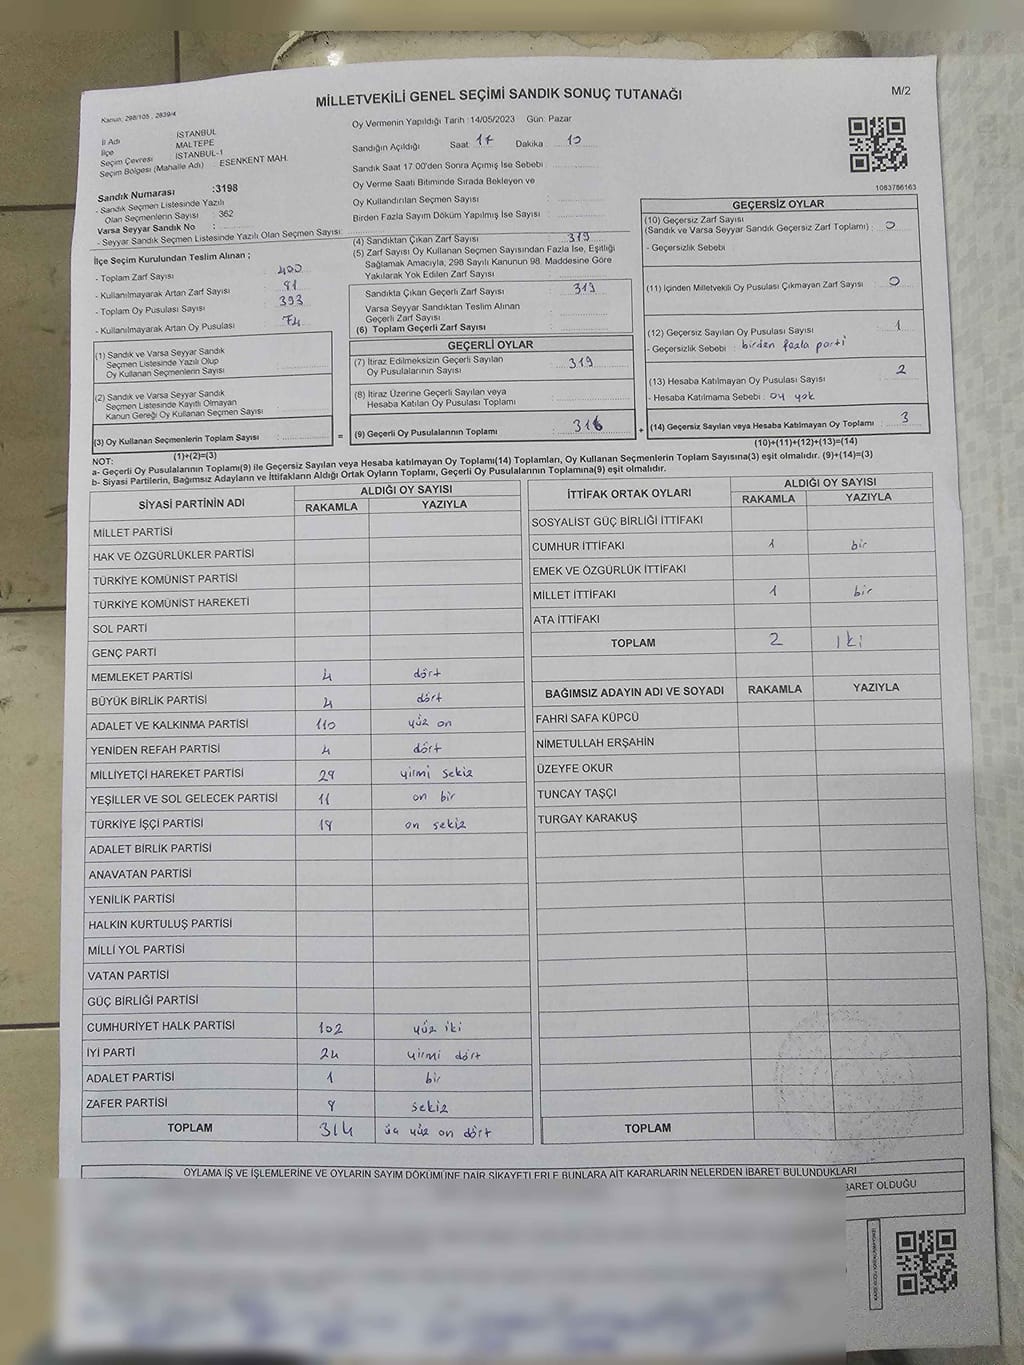 MİLLETVEKİLİ GENEL SEÇİMİ SANDIK SONUÇ TUTANAĞI
M/2
Kanun: 298/105 , 2839/4
İl Adı : İSTANBUL
İlçe : MALTEPE
Seçim Çevresi : İSTANBUL-1
Seçim Bölgesi (Mahalle Adı) : ESENKENT MAH.
Sandık Numarası :3198
- Sandık Seçmen Listesinde Yazılı
Olan Seçmenlerin Sayısı : 362
Varsa Seyyar Sandık No :
- Seyyar Sandık Seçmen Listesinde Yazılı Olan Seçmen Sayısı:
Oy Vermenin Yapıldığı Tarih :14/05/2023 Gün: Pazar
Sandığın Açıldığı Saat 17 Dakika 10
Sandık Saat 17:00'den Sonra Açımış İse Sebebi :
Oy Verme Saati Bitiminde Sırada Bekleyen ve
Oy Kullandırılan Seçmen Sayısı :
Birden Fazla Sayım Döküm Yapılmış İse Sayısı :
1083786163
İlçe Seçim Kurulundan Teslim Alınan ;
- Toplam Zarf Sayısı : 400
- Kullanılmayarak Artan Zarf Sayısı : 81
- Toplam Oy Pusulası Sayısı : 393
- Kullanılmayarak Artan Oy Pusulası : 74
(1) Sandık ve Varsa Seyyar Sandık
Seçmen Listesinde Yazılı Olup
Oy Kullanan Seçmenlerin Sayısı :
(2) Sandık ve Varsa Seyyar Sandık
Seçmen Listesinde Kayıtlı Olmayan
Kanun Gereği Oy Kullanan Seçmen Sayısı :
(3) Oy Kullanan Seçmenlerin Toplam Sayısı :
(1)+(2)=(3)
(4) Sandıktan Çıkan Zarf Sayısı : 319
(5) Zarf Sayısı Oy Kullanan Seçmen Sayısından Fazla İse, Eşitliği
Sağlamak Amacıyla, 298 Sayılı Kanunun 98. Maddesine Göre
Yakılarak Yok Edilen Zarf Sayısı :
Sandıkta Çıkan Geçerli Zarf Sayısı : 319
Varsa Seyyar Sandıktan Teslim Alınan
Geçerli Zarf Sayısı :
(6) Toplam Geçerli Zarf Sayısı :
GEÇERLİ OYLAR
(7) İtiraz Edilmeksizin Geçerli Sayılan
Oy Pusulalarının Sayısı : 319
(8) İtiraz Üzerine Geçerli Sayılan veya
Hesaba Katılan Oy Pusulası Toplamı :
= (9) Geçerli Oy Pusulalarının Toplamı : 316 +
GEÇERSİZ OYLAR
(10) Geçersiz Zarf Sayısı
(Sandık ve Varsa Seyyar Sandık Geçersiz Zarf Toplamı) : 0
- Geçersizlik Sebebi :
(11) İçinden Milletvekili Oy Pusulası Çıkmayan Zarf Sayısı : 0
(12) Geçersiz Sayılan Oy Pusulası Sayısı : 1
- Geçersizlik Sebebi : birden fazla parti
(13) Hesaba Katılmayan Oy Pusulası Sayısı : 2
- Hesaba Katılmama Sebebi : oy yok
(14) Geçersiz Sayılan veya Hesaba Katılmayan Oy Toplamı : 3
(10)+(11)+(12)+(13)=(14)
NOT:
a- Geçerli Oy Pusulalarının Toplamı(9) ile Geçersiz Sayılan veya Hesaba katılmayan Oy Toplamı(14) Toplamları, Oy Kullanan Seçmenlerin Toplam Sayısına(3) eşit olmalıdır. (9)+(14)=(3)
b- Siyasi Partilerin, Bağımsız Adayların ve İttifakların Aldığı Ortak Oyların Toplamı, Geçerli Oy Pusulalarının Toplamına(9) eşit olmalıdır.
SİYASİ PARTİNİN ADI ALDIĞI OY SAYISI
RAKAMLA YAZIYLA
MİLLET PARTİSİ
HAK VE ÖZGÜRLÜKLER PARTİSİ
TÜRKİYE KOMÜNİST PARTİSİ
TÜRKİYE KOMÜNİST HAREKETİ
SOL PARTİ
GENÇ PARTİ
MEMLEKET PARTİSİ 4 dört
BÜYÜK BİRLİK PARTİSİ 4 dört
ADALET VE KALKINMA PARTİSİ 110 yüz on
YENİDEN REFAH PARTİSİ 4 dört
MİLLİYETÇİ HAREKET PARTİSİ 28 yirmi sekiz
YEŞİLLER VE SOL GELECEK PARTİSİ 11 on bir
TÜRKİYE İŞÇİ PARTİSİ 18 on sekiz
ADALET BİRLİK PARTİSİ
ANAVATAN PARTİSİ
YENİLİK PARTİSİ
HALKIN KURTULUŞ PARTİSİ
MİLLİ YOL PARTİSİ
VATAN PARTİSİ
GÜÇ BİRLİĞİ PARTİSİ
CUMHURİYET HALK PARTİSİ 102 yüz iki
İYİ PARTİ 24 yirmi dört
ADALET PARTİSİ 1 bir
ZAFER PARTİSİ 8 sekiz
TOPLAM 314 üç yüz on dört
İTTİFAK ORTAK OYLARI ALDIĞI OY SAYISI
RAKAMLA YAZIYLA
SOSYALİST GÜÇ BİRLİĞİ İTTİFAKI
CUMHUR İTTİFAKI 1 bir
EMEK VE ÖZGÜRLÜK İTTİFAKI
MİLLET İTTİFAKI 1 bir
ATA İTTİFAKI
TOPLAM 2 iki
BAĞIMSIZ ADAYIN ADI VE SOYADI RAKAMLA YAZIYLA
FAHRİ SAFA KÜPCÜ
NİMETULLAH ERŞAHİN
ÜZEYFE OKUR
TUNCAY TAŞÇI
TURGAY KARAKUŞ
TOPLAM
OYLAMA İŞ VE İŞLEMLERİNE VE OYLARIN SAYIM DÖKÜMÜNE DAİR ŞİKAYETLERLE BUNLARA AİT KARARLARIN NELERDEN İBARET BULUNDUKLARI
BARET OLDUĞU